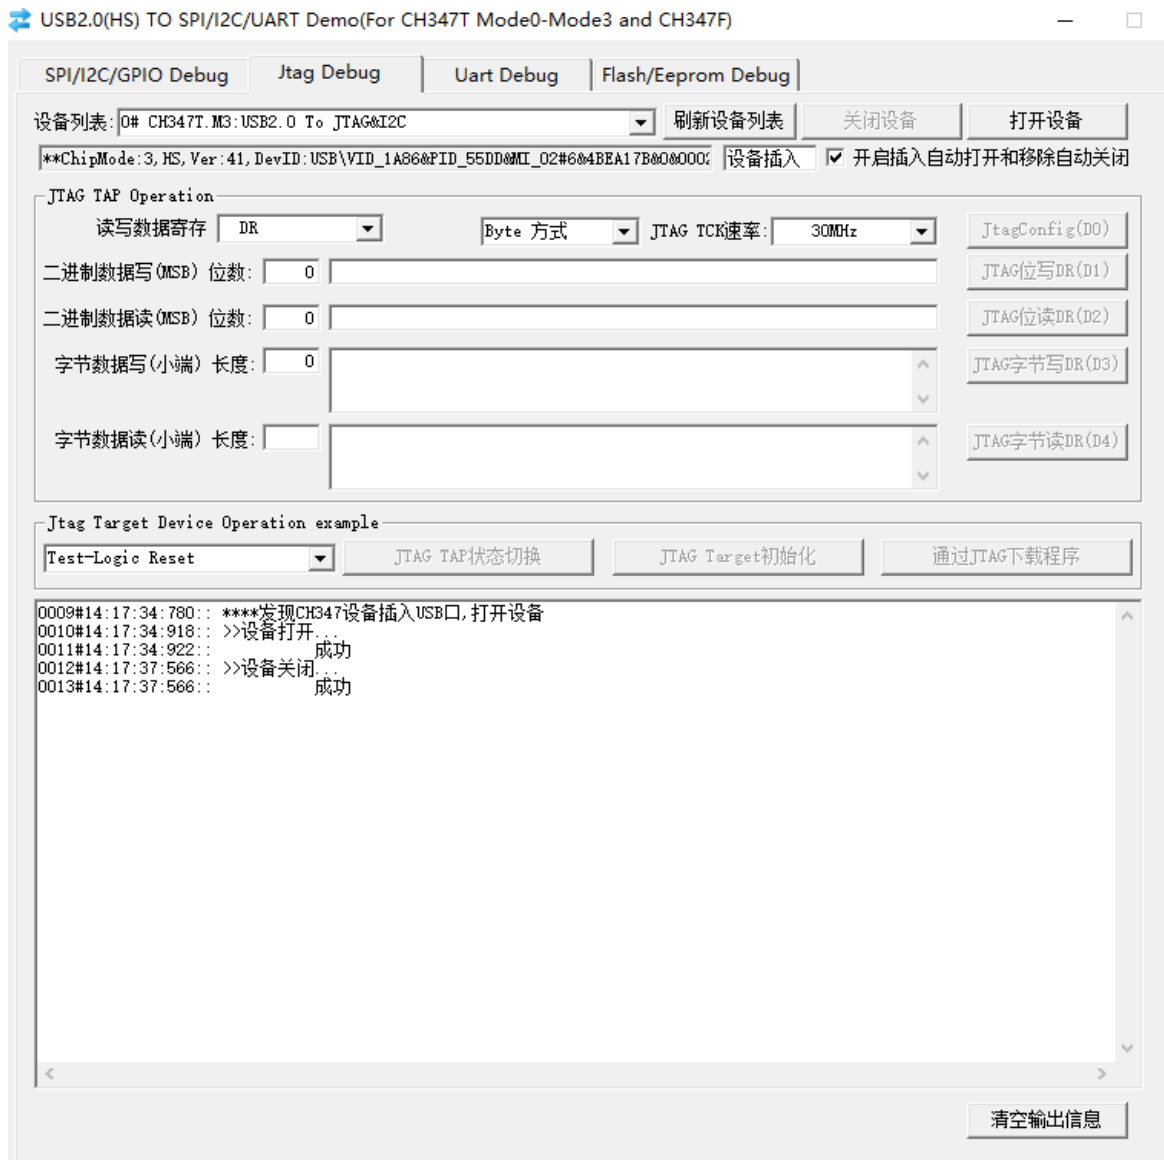 USB2.0(HS) TO SPI/I2C/UART Demo(For CH347T Mode0-Mode3 and CH347F)
SPI/I2C/GPIO Debug Jtag Debug Uart Debug Flash/Eeprom Debug
设备列表: 0# CH347T.M3:USB2.0 To JTAG&I2C 刷新设备列表 关闭设备 打开设备
**ChipMode:3,HS,Ver:41,DevID:USB\VID_1A86&PID_55DD&MI_02#6&4BEA17B&0&000 设备插入 开启插入自动打开和移除自动关闭
JTAG TAP Operation
读写数据寄存 DR Byte 方式 JTAG TCK速率: 30MHz JtagConfig(D0)
二进制数据写(MSB) 位数: 0 JTAG位写DR(D1)
二进制数据读(MSB) 位数: 0 JTAG位读DR(D2)
字节数据写(小端) 长度: 0 JTAG字节写DR(D3)
字节数据读(小端) 长度: JTAG字节读DR(D4)
Jtag Target Device Operation example
Test-Logic Reset JTAG TAP状态切换 JTAG Target初始化 通过JTAG下载程序
0009#14:17:34:780:: ****发现CH347设备插入USB口,打开设备
0010#14:17:34:918:: >>设备打开...
0011#14:17:34:922:: 成功
0012#14:17:37:566:: >>设备关闭...
0013#14:17:37:566:: 成功
清空输出信息